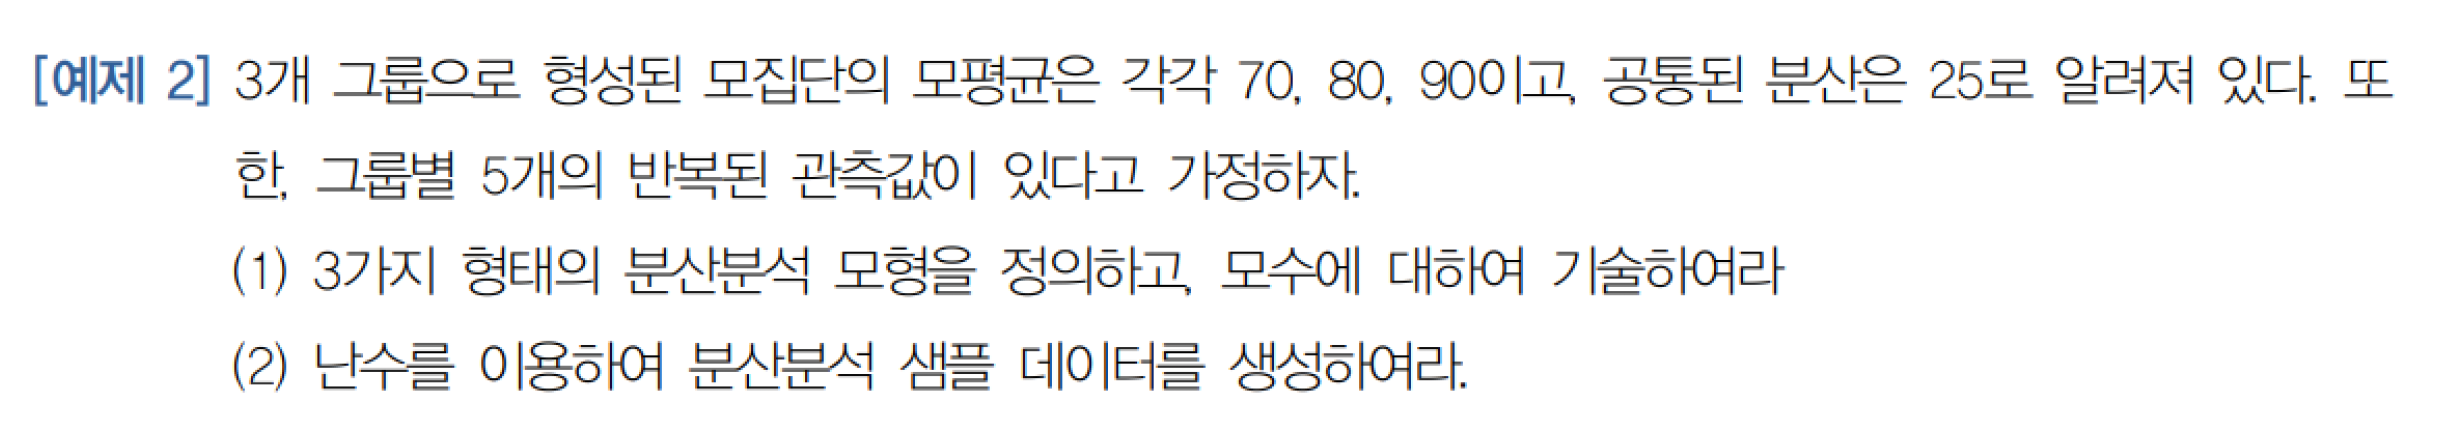 [예제 2] 3개 그룹으로 형성된 모집단의 모평균은 각각 70, 80, 90이고, 공통된 분산은 25로 알려져 있다. 또
한, 그룹별 5개의 반복된 관측값이 있다고 가정하자.
(1) 3가지 형태의 분산분석 모형을 정의하고, 모수에 대하여 기술하여라
(2) 난수를 이용하여 분산분석 샘플 데이터를 생성하여라.